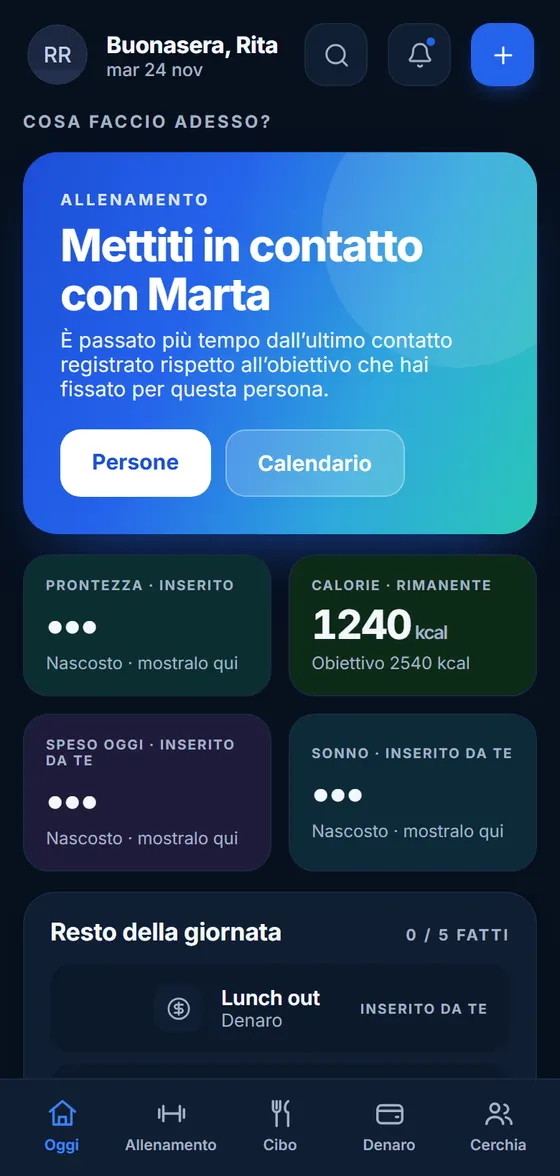 RR
Buonasera, Rita
mar 24 nov
COSA FACCIO ADESSO?
ALLENAMENTO
Mettiti in contatto
con Marta
È passato più tempo dall’ultimo contatto
registrato rispetto all’obiettivo che hai
fissato per questa persona.
Persone
Calendario
PRONTEZZA · INSERITO
•••
Nascosto · mostralo qui
CALORIE · RIMANENTE
1240 kcal
Obiettivo 2540 kcal
SPESO OGGI · INSERITO
DA TE
•••
Nascosto · mostralo qui
SONNO · INSERITO DA TE
•••
Nascosto · mostralo qui
Resto della giornata
0 / 5 FATTI
Lunch out
Denaro
INSERITO DA TE
Oggi
Allenamento
Cibo
Denaro
Cerchia